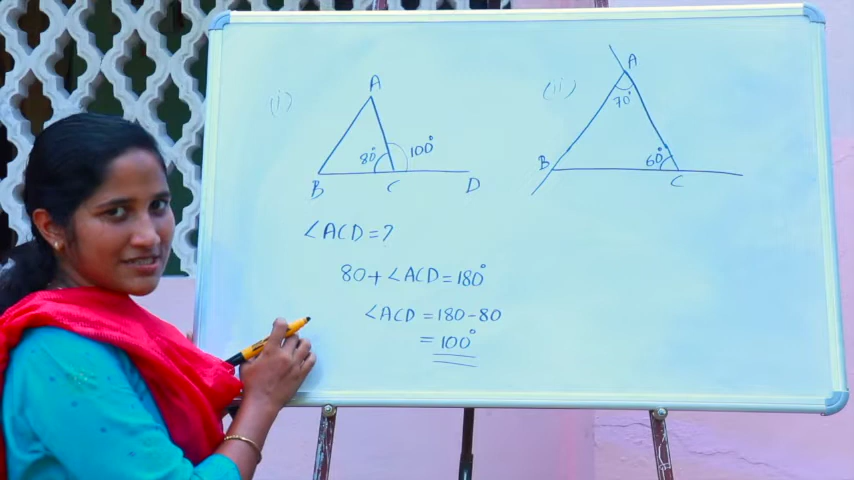 (i)
A
80° 100°
B C D
∠ACD = ?
80 + ∠ACD = 180°
∠ACD = 180 - 80
= 100°
(ii)
A
70°
B 60°
C